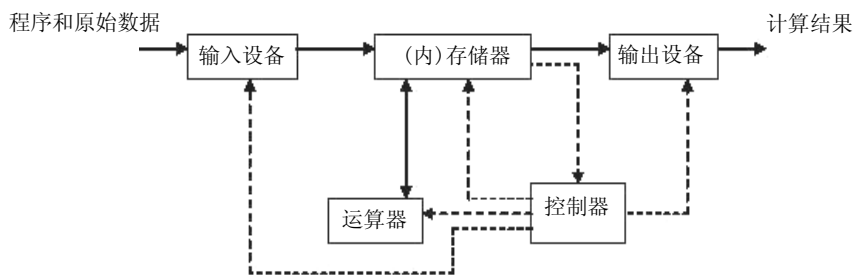 程序和原始数据
计算结果
输入设备
(内)存储器
输出设备
运算器
控制器